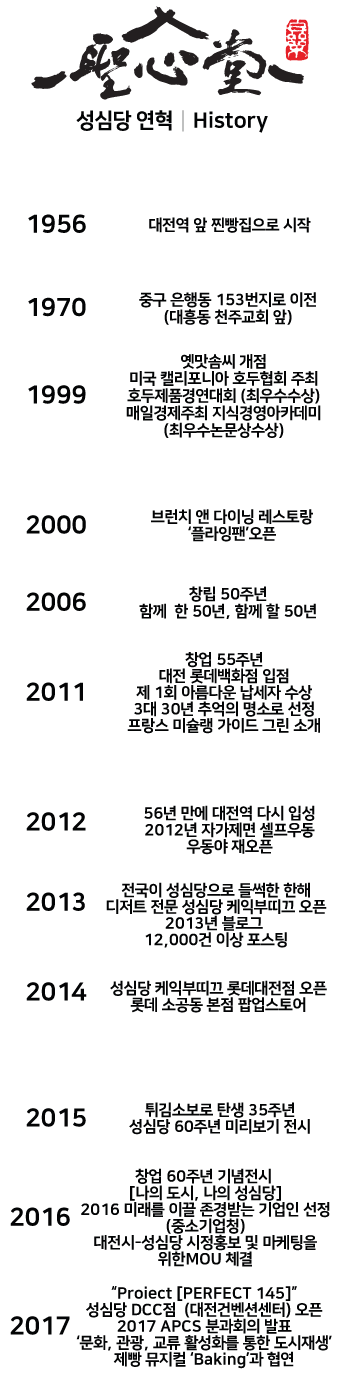 聖心堂
성심당 연혁 | History
1956
대전역 앞 찐빵집으로 시작
1970
중구 은행동 153번지로 이전
(대흥동 천주교회 앞)
1999
옛맛솜씨 개점
미국 캘리포니아 호두협회 주최
호두제품경연대회 (최우수수상)
매일경제주최 지식경영아카데미
(최우수논문상수상)
2000
브런치 앤 다이닝 레스토랑
‘플라잉팬’오픈
2006
창립 50주년
함께 한 50년, 함께 할 50년
2011
창업 55주년
대전 롯데백화점 입점
제 1회 아름다운 납세자 수상
3대 30년 추억의 명소로 선정
프랑스 미슐랭 가이드 그린 소개
2012
56년 만에 대전역 다시 입성
2012년 자가제면 셀프우동
우동야 재오픈
2013
전국이 성심당으로 들썩한 한해
디저트 전문 성심당 케익부띠끄 오픈
2013년 블로그
12,000건 이상 포스팅
2014
성심당 케익부띠끄 롯데대전점 오픈
롯데 소공동 본점 팝업스토어
2015
튀김소보로 탄생 35주년
성심당 60주년 미리보기 전시
2016
창업 60주년 기념전시
[나의 도시, 나의 성심당]
2016 미래를 이끌 존경받는 기업인 선정
(중소기업청)
대전시-성심당 시정홍보 및 마케팅을
위한MOU 체결
2017
“Proiect [PERFECT 145]”
성심당 DCC점 (대전컨벤션센터) 오픈
2017 APCS 분과회의 발표
‘문화, 관광, 교류 활성화를 통한 도시재생’
제빵 뮤지컬 ‘Baking’과 협연